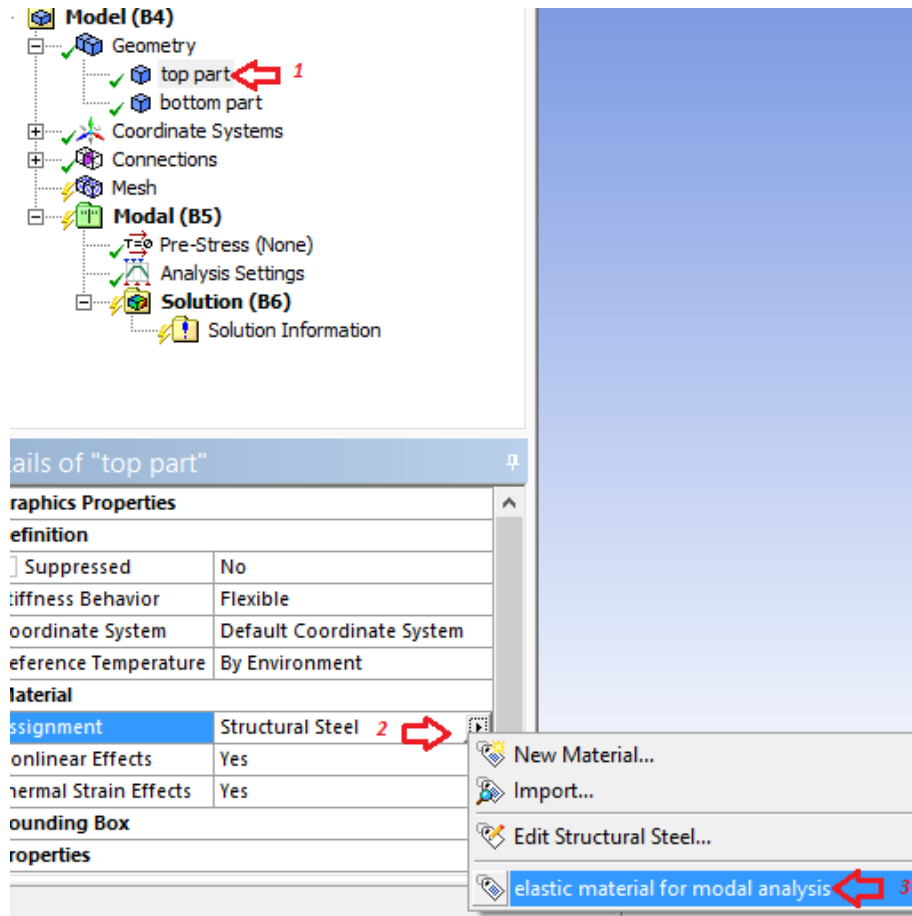 Model (B4)
Geometry
top part 1
bottom part
Coordinate Systems
Connections
Mesh
Modal (B5)
T=0 Pre-Stress (None)
Analysis Settings
Solution (B6)
Solution Information
ails of "top part"
raphics Properties
efinition
Suppressed No
tiffness Behavior Flexible
oordinate System Default Coordinate System
eference Temperature By Environment
Material
ssignment Structural Steel 2
onlinear Effects Yes
hermal Strain Effects Yes
ounding Box
roperties
New Material...
Import...
Edit Structural Steel...
elastic material for modal analysis 3